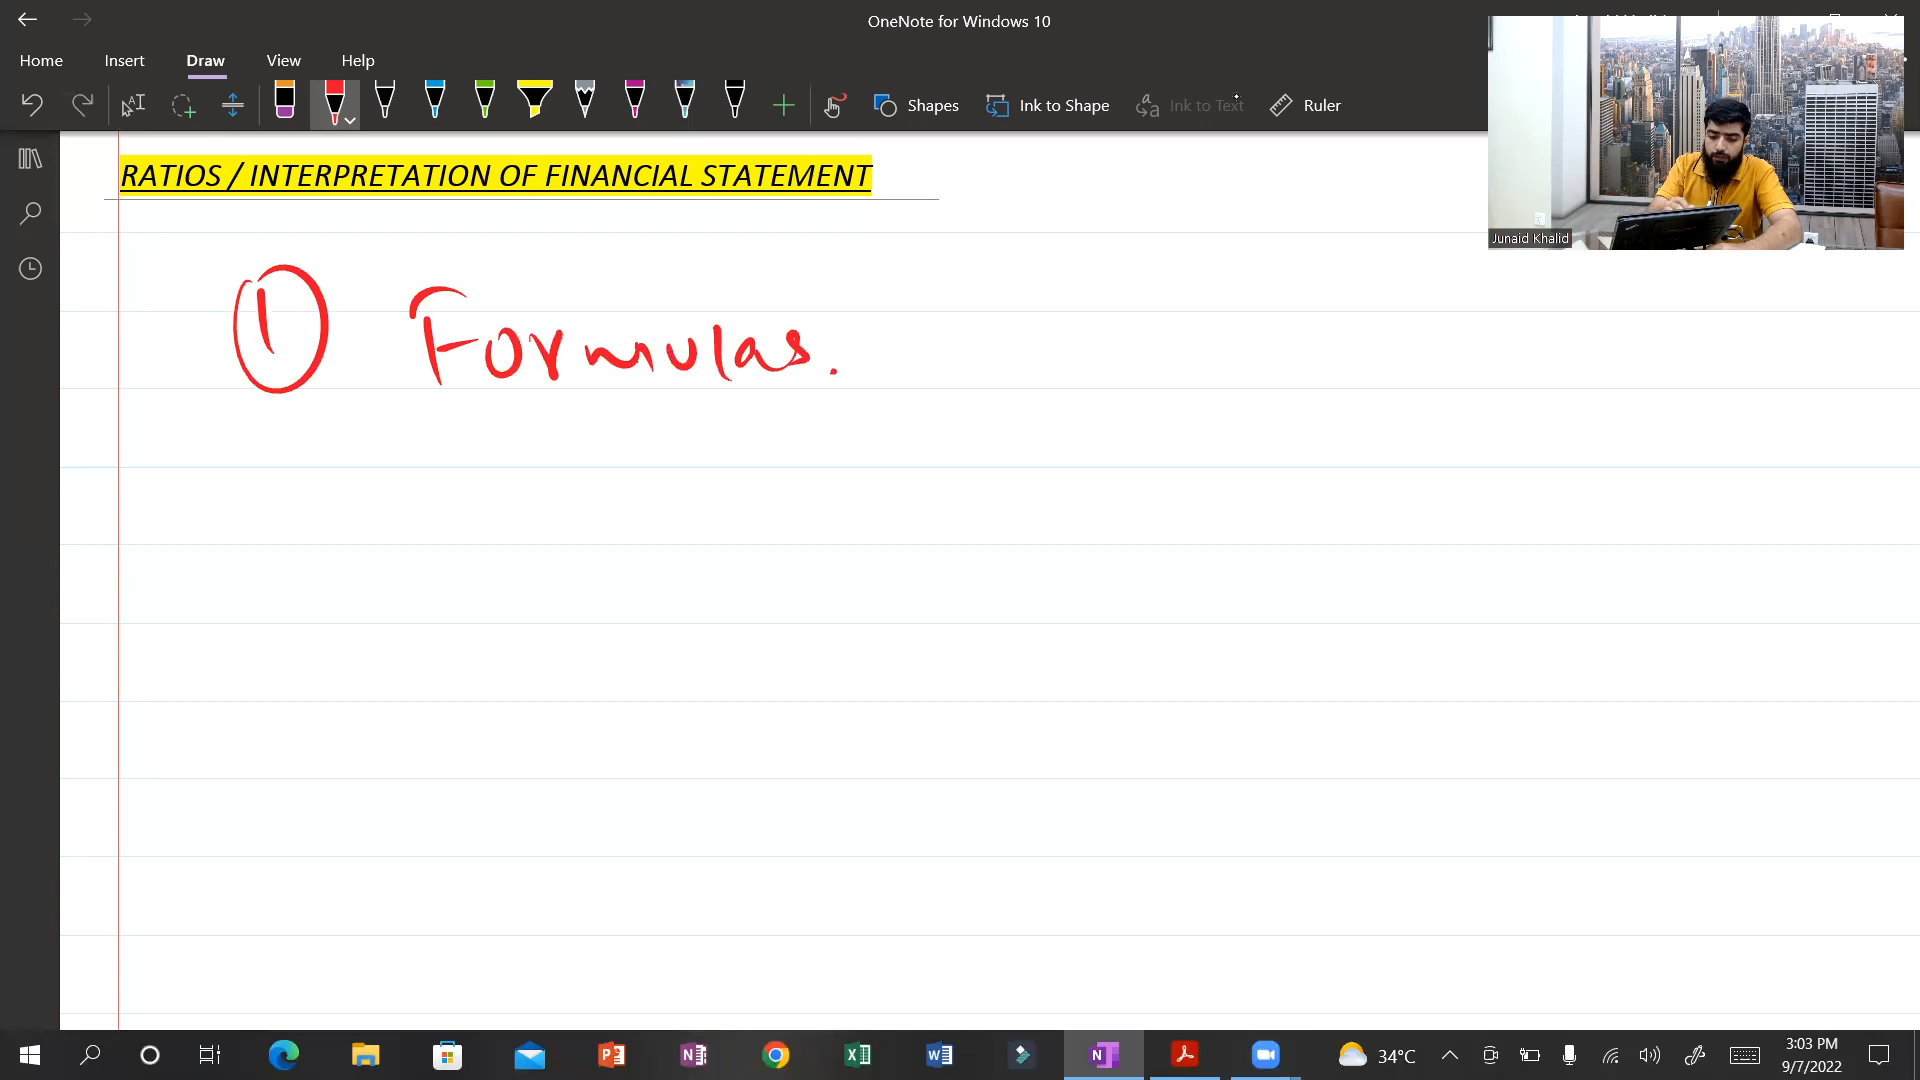 OneNote for Windows 10
Home Insert Draw View Help
Shapes Ink to Shape Ink to Text Ruler
RATIOS / INTERPRETATION OF FINANCIAL STATEMENT
Junaid Khalid
1 Formulas.
34°C
3:03 PM
9/7/2022